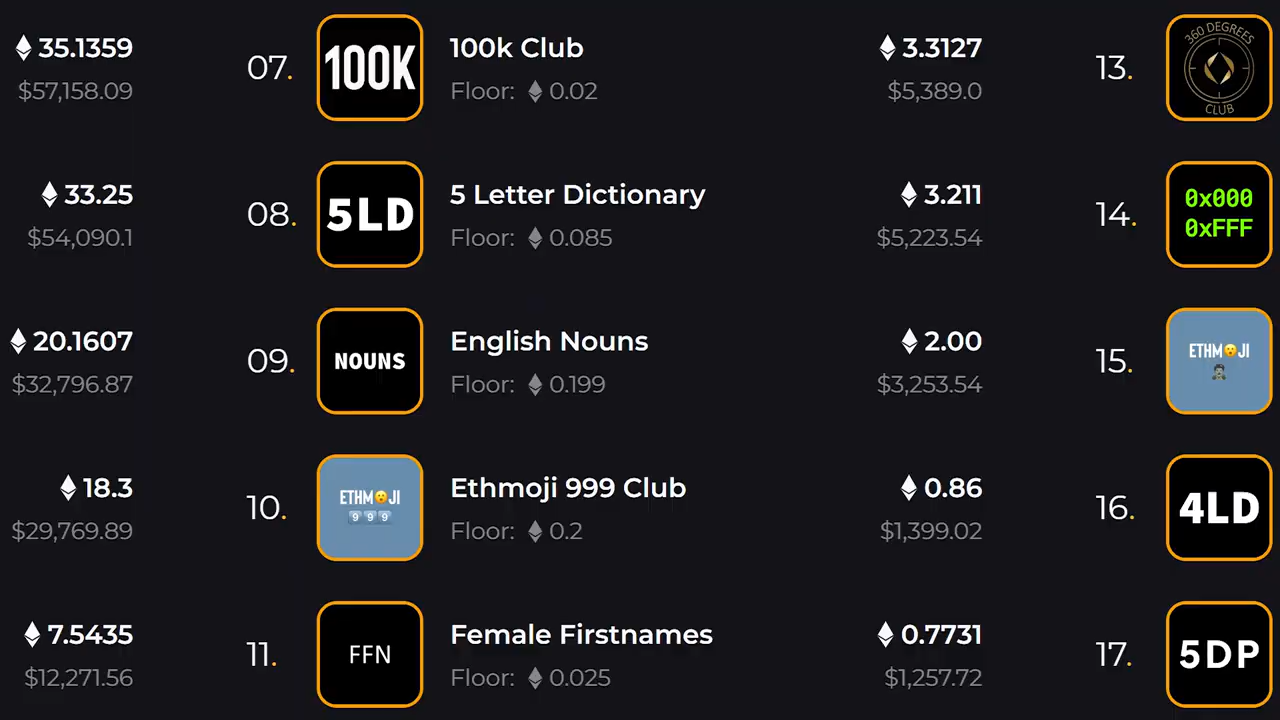 35.1359
$57,158.09
07.
100K
100k Club
Floor: 0.02
3.3127
$5,389.0
13.
360 DEGREES
CLUB
33.25
$54,090.1
08.
5LD
5 Letter Dictionary
Floor: 0.085
3.211
$5,223.54
14.
0x000
0xFFF
20.1607
$32,796.87
09.
NOUNS
English Nouns
Floor: 0.199
2.00
$3,253.54
15.
ETHM😮JI
18.3
$29,769.89
10.
ETHM😮JI
999
Ethmoji 999 Club
Floor: 0.2
0.86
$1,399.02
16.
4LD
7.5435
$12,271.56
11.
FFN
Female Firstnames
Floor: 0.025
0.7731
$1,257.72
17.
5DP